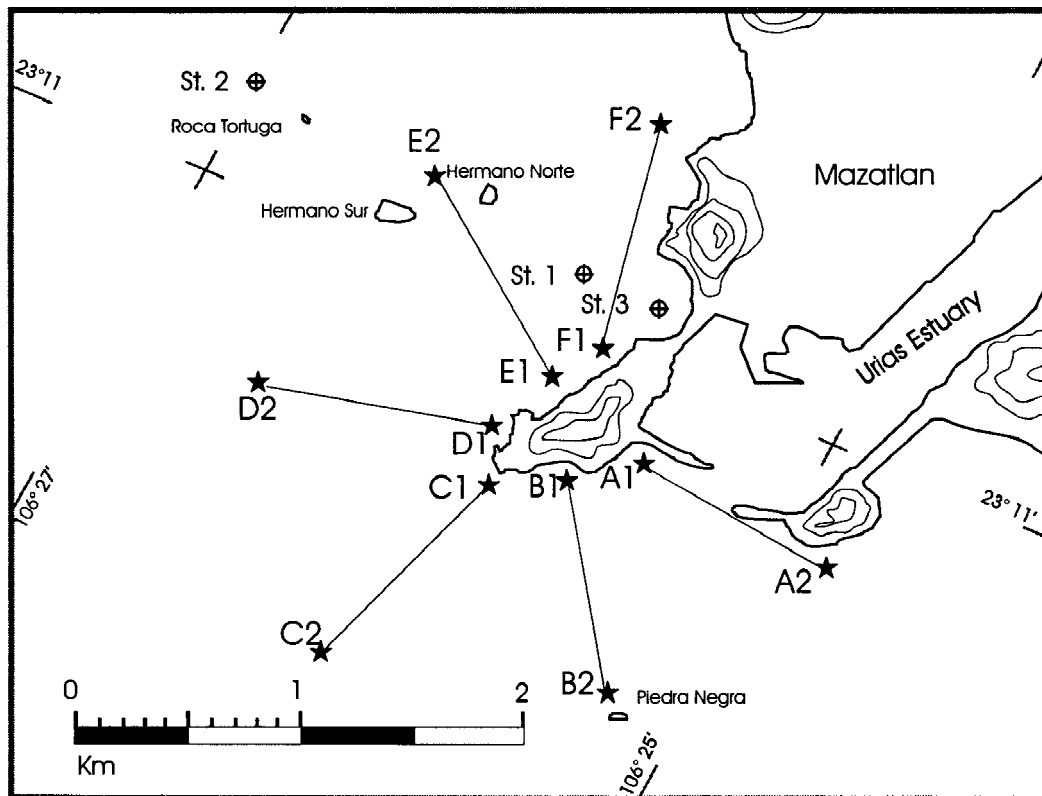 23°11
St. 2
Roca Tortuga
E2
F2
Hermano Norte
Mazatlan
Hermano Sur
St. 1
St. 3
Urias Estuary
F1
E1
D2
D1
C1
B1
A1
106° 27'
23° 11'
A2
C2
B2
Piedra Negra
0
1
2
Km
106° 25'